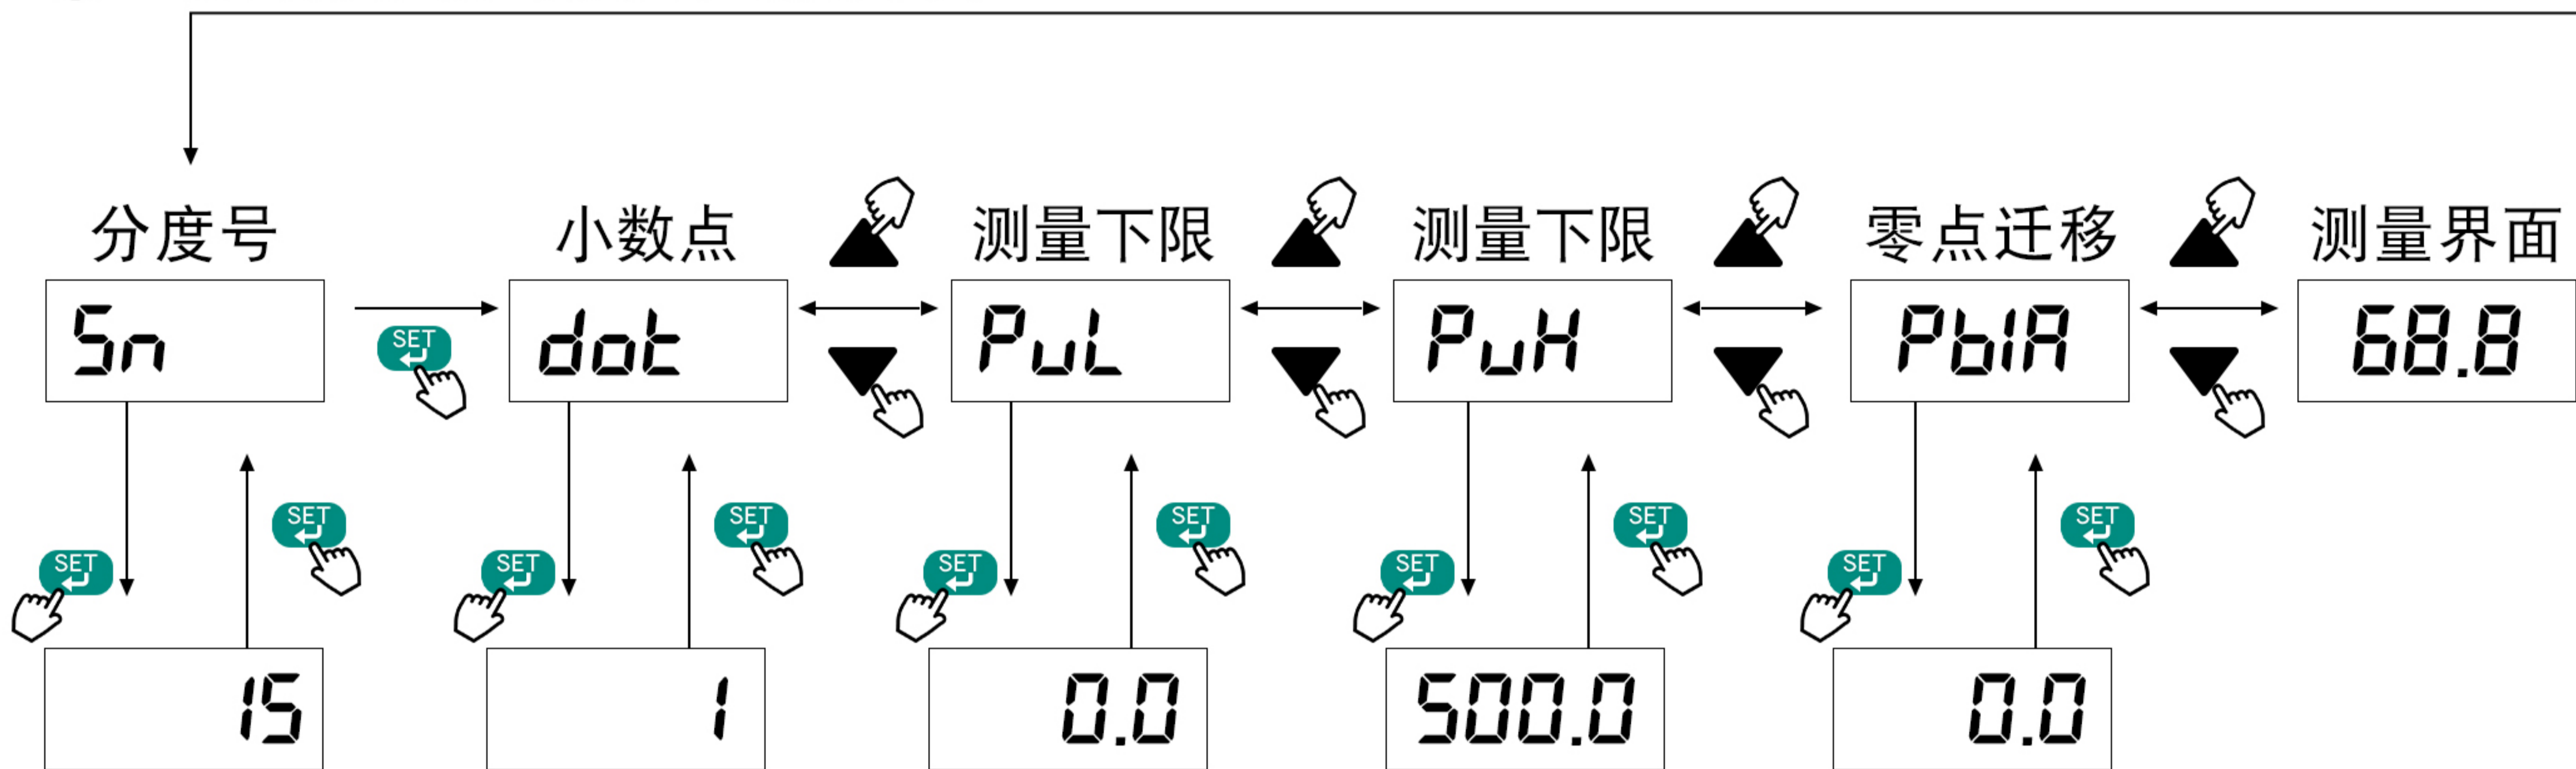 分度号 小数点 测量下限 测量下限 零点迁移 测量界面
Sn dot PuL PuH PbIA 68.8
SET
SET SET SET SET SET
SET SET SET SET SET
15 1 0.0 500.0 0.0